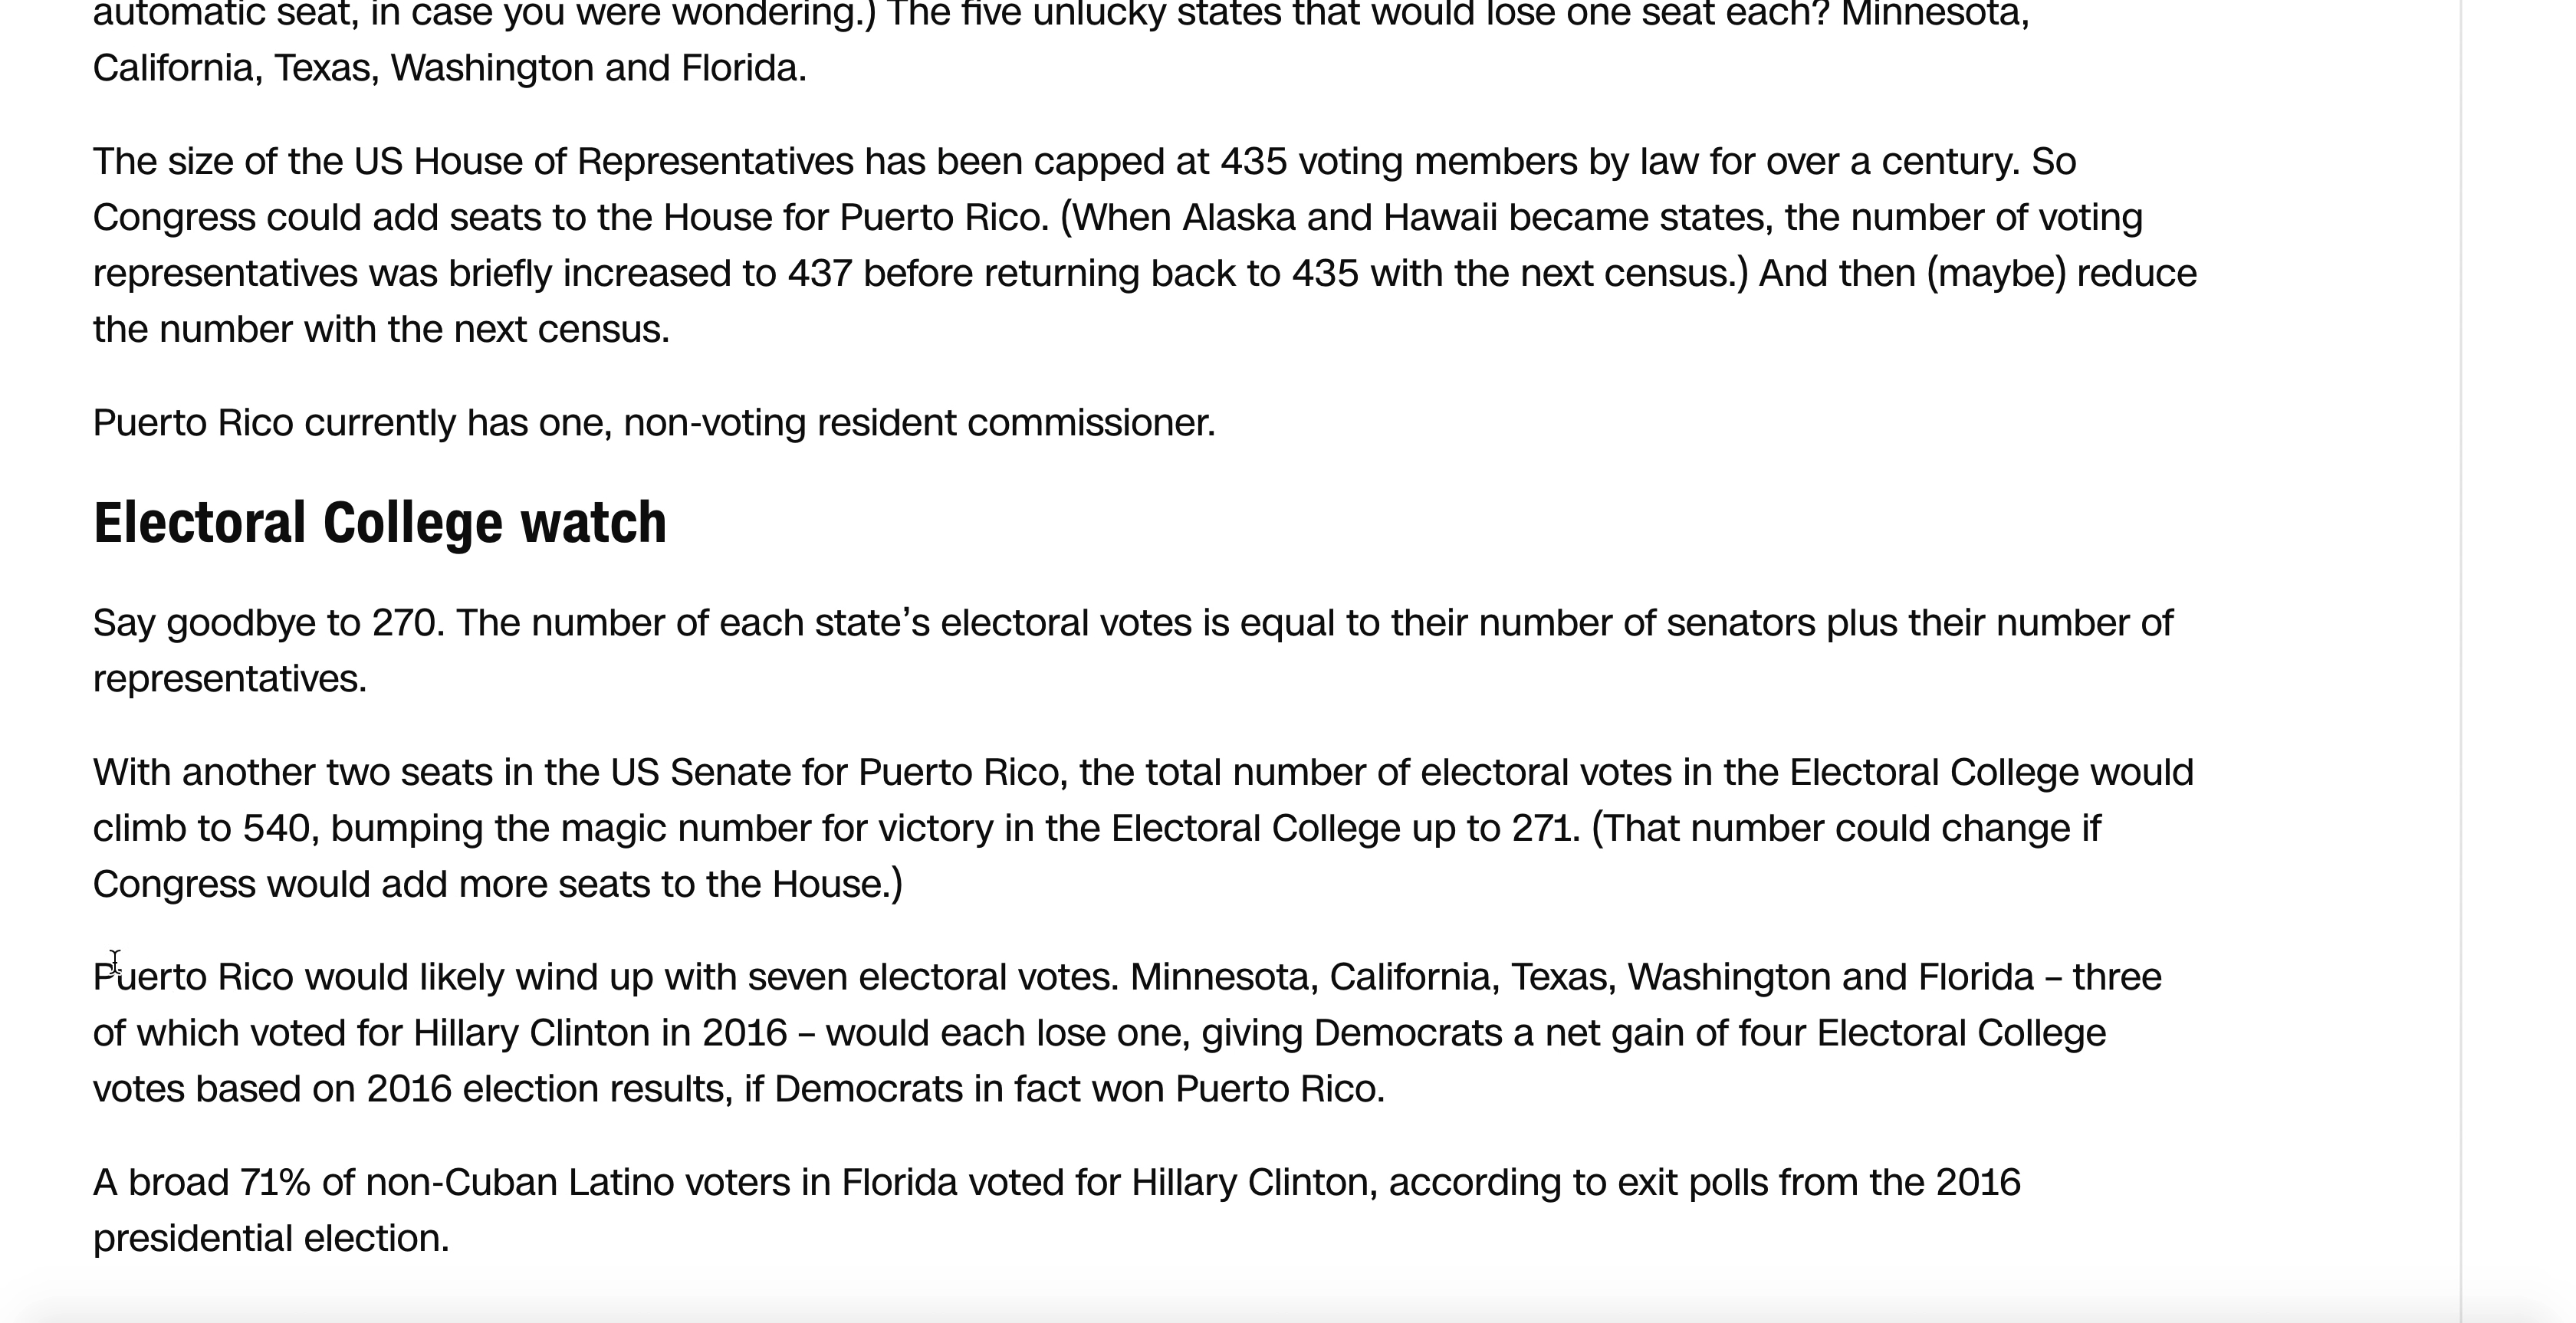 automatic seat, in case you were wondering.) The five unlucky states that would lose one seat each? Minnesota,
California, Texas, Washington and Florida.
The size of the US House of Representatives has been capped at 435 voting members by law for over a century. So
Congress could add seats to the House for Puerto Rico. (When Alaska and Hawaii became states, the number of voting
representatives was briefly increased to 437 before returning back to 435 with the next census.) And then (maybe) reduce
the number with the next census.
Puerto Rico currently has one, non-voting resident commissioner.
Electoral College watch
Say goodbye to 270. The number of each state’s electoral votes is equal to their number of senators plus their number of
representatives.
With another two seats in the US Senate for Puerto Rico, the total number of electoral votes in the Electoral College would
climb to 540, bumping the magic number for victory in the Electoral College up to 271. (That number could change if
Congress would add more seats to the House.)
Puerto Rico would likely wind up with seven electoral votes. Minnesota, California, Texas, Washington and Florida – three
of which voted for Hillary Clinton in 2016 – would each lose one, giving Democrats a net gain of four Electoral College
votes based on 2016 election results, if Democrats in fact won Puerto Rico.
A broad 71% of non-Cuban Latino voters in Florida voted for Hillary Clinton, according to exit polls from the 2016
presidential election.